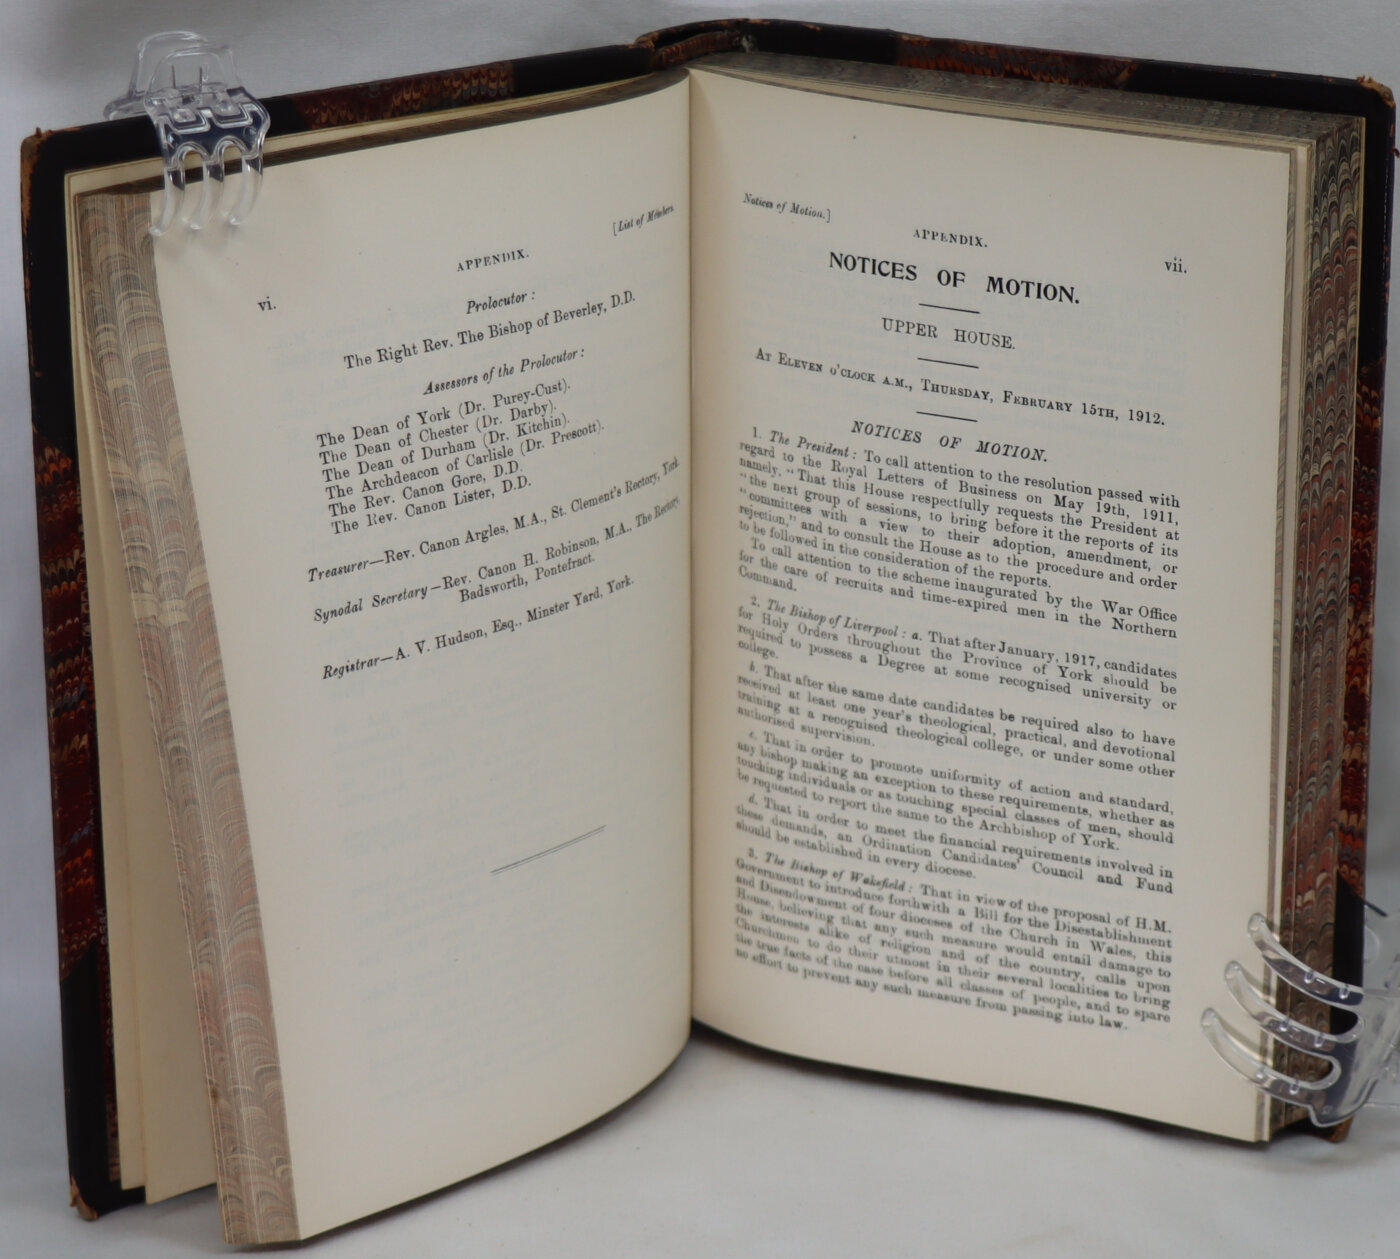 [List of Members.
APPENDIX.
vi.
Prolocutor :
The Right Rev. The Bishop of Beverley, D.D.
Assessors of the Prolocutor :
The Dean of York (Dr. Purey-Cust).
The Dean of Chester (Dr. Darby).
The Dean of Durham (Dr. Kitchin).
The Archdeacon of Carlisle (Dr. Prescott).
The Rev. Canon Gore, D.D.
The Rev. Canon Lister, D.D.
Treasurer—Rev. Canon Argles, M.A., St. Clement's Rectory, York.
Synodal Secretary—Rev. Canon H. Robinson, M.A., The Rectory,
Badsworth, Pontefract.
Registrar—A. V. Hudson, Esq., Minster Yard, York.
Notices of Motion.]
APPENDIX.
vii.
NOTICES OF MOTION.
UPPER HOUSE.
AT ELEVEN O'CLOCK A.M., THURSDAY, FEBRUARY 15TH, 1912.
NOTICES OF MOTION.
1. The President : To call attention to the resolution passed with
regard to the Royal Letters of Business on May 19th, 1911,
namely, "That this House respectfully requests the President at
"the next group of sessions, to bring before it the reports of its
"committees with a view to their adoption, amendment, or
rejection," and to consult the House as to the procedure and order
to be followed in the consideration of the reports.
To call attention to the scheme inaugurated by the War Office
for the care of recruits and time-expired men in the Northern
Command.
2. The Bishop of Liverpool : a. That after January, 1917, candidates
for Holy Orders throughout the Province of York should be
required to possess a Degree at some recognised university or
college.
b. That after the same date candidates be required also to have
received at least one year's theological, practical, and devotional
training at a recognised theological college, or under some other
authorised supervision.
c. That in order to promote uniformity of action and standard,
any bishop making an exception to these requirements, whether as
touching individuals or as touching special classes of men, should
be requested to report the same to the Archbishop of York.
d. That in order to meet the financial requirements involved in
these demands, an Ordination Candidates' Council and Fund
should be established in every diocese.
3. The Bishop of Wakefield : That in view of the proposal of H.M.
Government to introduce forthwith a Bill for the Disestablishment
and Disendowment of four dioceses of the Church in Wales, this
House, believing that any such measure would entail damage to
the interests alike of religion and of the country, calls upon
Churchmen to do their utmost in their several localities to bring
the true facts of the case before all classes of people, and to spare
no effort to prevent any such measure from passing into law.